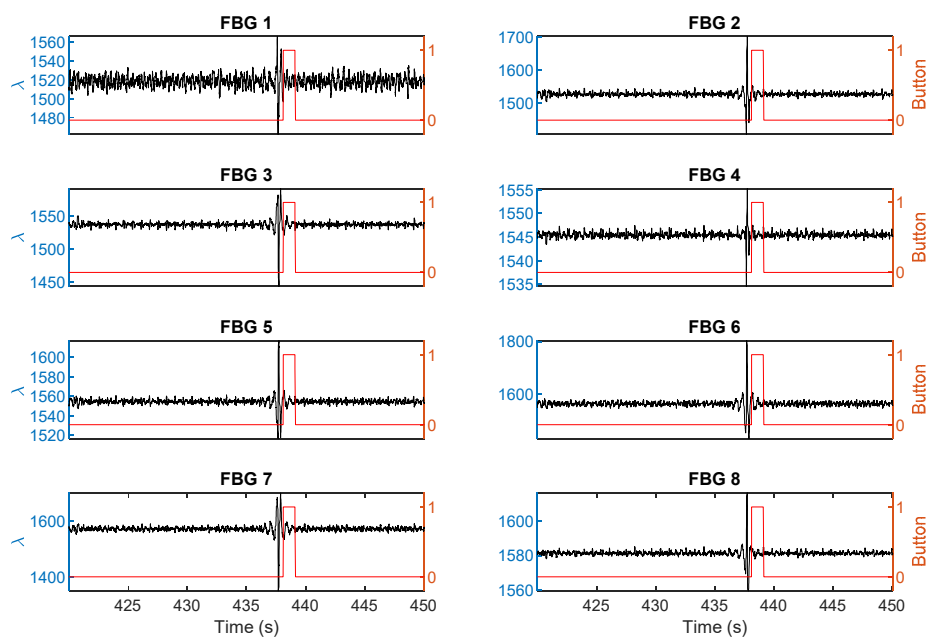 FBG 1
FBG 2
1560
1540
1520
1500
1480
λ
1
0
1700
1600
1500
1
0
Button
FBG 3
FBG 4
1550
1500
1450
λ
1
0
1555
1550
1545
1540
1535
1
0
Button
FBG 5
FBG 6
1600
1580
1560
1540
1520
λ
1
0
1800
1600
1
0
Button
FBG 7
FBG 8
1600
1400
λ
1
0
1600
1580
1560
1
0
Button
425 430 435 440 445 450
425 430 435 440 445 450
Time (s)
Time (s)